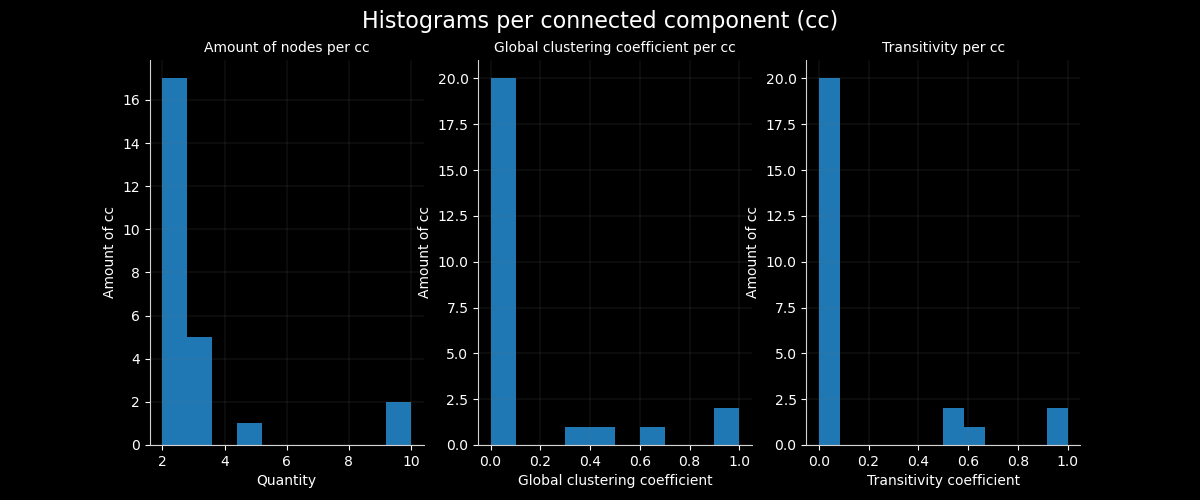 Histograms per connected component (cc)
Amount of nodes per cc
Amount of cc
16
14
12
10
8
6
4
2
0
2 4 6 8 10
Quantity
Global clustering coefficient per cc
Amount of cc
20.0
17.5
15.0
12.5
10.0
7.5
5.0
2.5
0.0
0.0 0.2 0.4 0.6 0.8 1.0
Global clustering coefficient
Transitivity per cc
Amount of cc
20.0
17.5
15.0
12.5
10.0
7.5
5.0
2.5
0.0
0.0 0.2 0.4 0.6 0.8 1.0
Transitivity coefficient